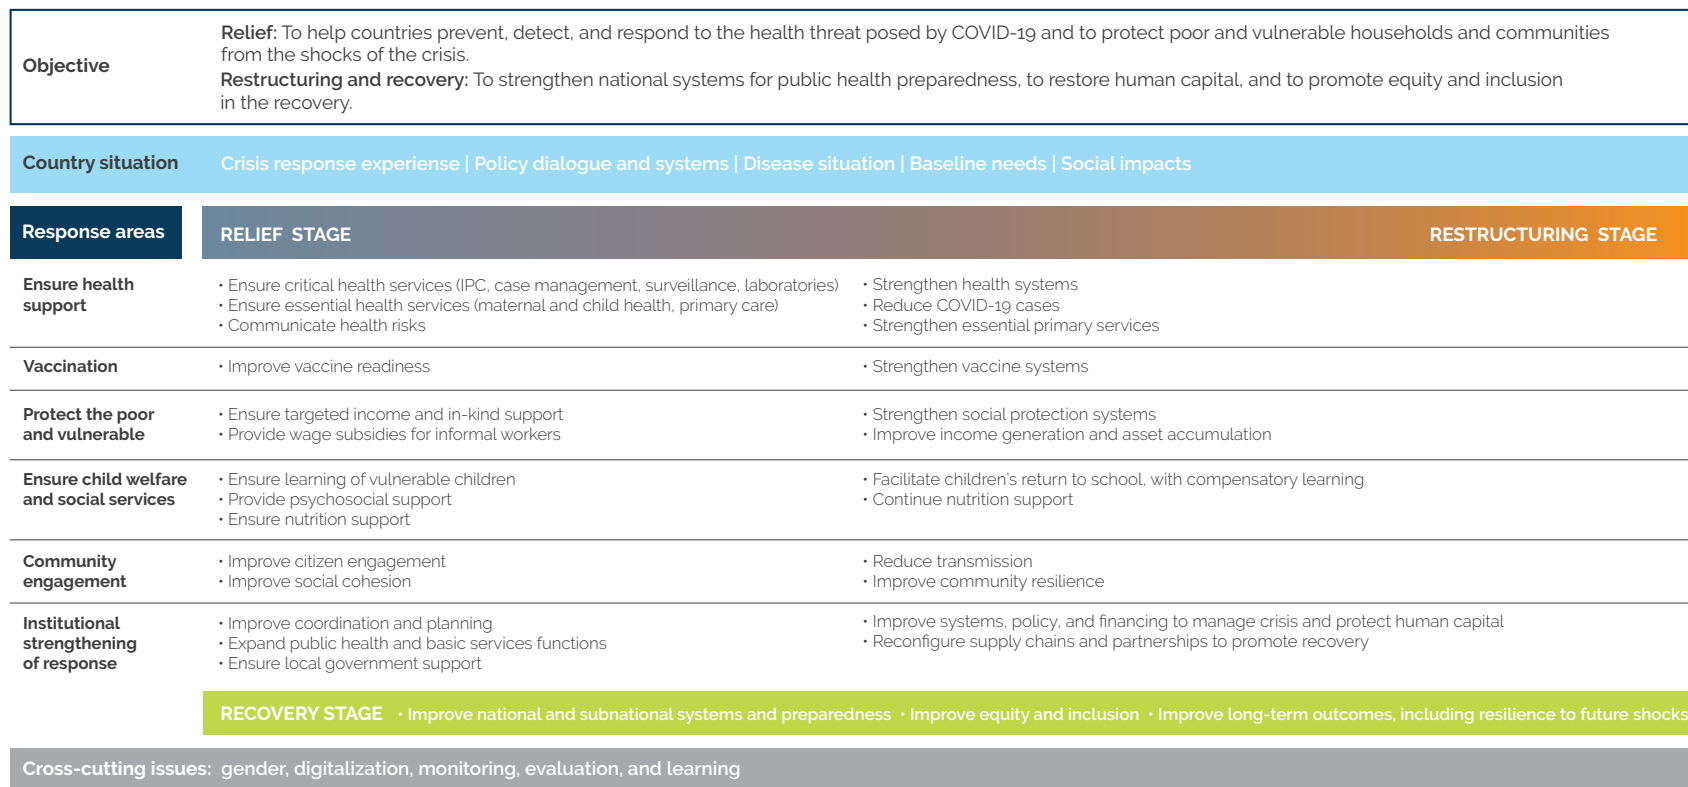 Objective
Relief: To help countries prevent, detect, and respond to the health threat posed by COVID-19 and to protect poor and vulnerable households and communities
from the shocks of the crisis.
Restructuring and recovery: To strengthen national systems for public health preparedness, to restore human capital, and to promote equity and inclusion
in the recovery.
Country situation
Crisis response experiense | Policy dialogue and systems | Disease situation | Baseline needs | Social impacts
Response areas
RELIEF STAGE
RESTRUCTURING STAGE
Ensure health
support
• Ensure critical health services (IPC, case management, surveillance, laboratories)
• Ensure essential health services (maternal and child health, primary care)
• Communicate health risks
• Strengthen health systems
• Reduce COVID-19 cases
• Strengthen essential primary services
Vaccination
• Improve vaccine readiness
• Strengthen vaccine systems
Protect the poor
and vulnerable
• Ensure targeted income and in-kind support
• Provide wage subsidies for informal workers
• Strengthen social protection systems
• Improve income generation and asset accumulation
Ensure child welfare
and social services
• Ensure learning of vulnerable children
• Provide psychosocial support
• Ensure nutrition support
• Facilitate children's return to school, with compensatory learning
• Continue nutrition support
Community
engagement
• Improve citizen engagement
• Improve social cohesion
• Reduce transmission
• Improve community resilience
Institutional
strengthening
of response
• Improve coordination and planning
• Expand public health and basic services functions
• Ensure local government support
• Improve systems, policy, and financing to manage crisis and protect human capital
• Reconfigure supply chains and partnerships to promote recovery
RECOVERY STAGE • Improve national and subnational systems and preparedness • Improve equity and inclusion • Improve long-term outcomes, including resilience to future shocks
Cross-cutting issues: gender, digitalization, monitoring, evaluation, and learning